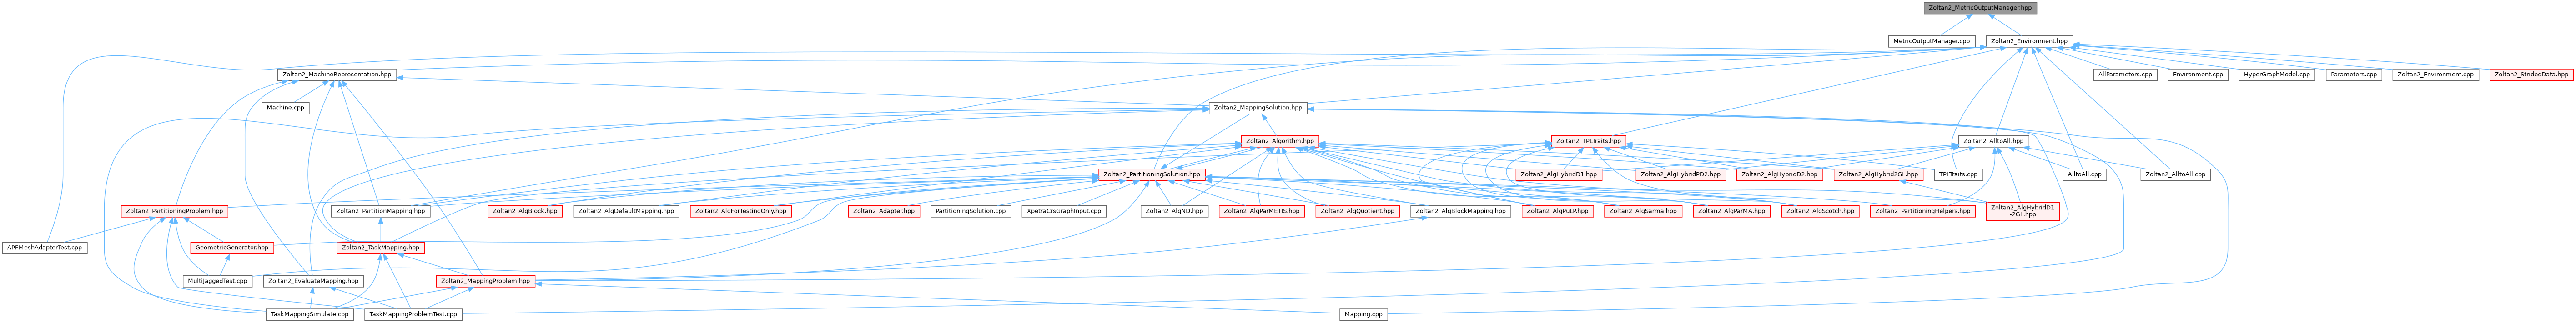 Zoltan2_MetricOutputManager.hpp
MetricOutputManager.cpp
Zoltan2_Environment.hpp
Zoltan2_MachineRepresentation.hpp
AllParameters.cpp
Environment.cpp
HyperGraphModel.cpp
Parameters.cpp
Zoltan2_Environment.cpp
Zoltan2_StridedData.hpp
Machine.cpp
Zoltan2_MappingSolution.hpp
Zoltan2_Algorithm.hpp
Zoltan2_TPLTraits.hpp
Zoltan2_AlltoAll.hpp
Zoltan2_PartitioningSolution.hpp
Zoltan2_AlgHybridD1.hpp
Zoltan2_AlgHybridPD2.hpp
Zoltan2_AlgHybridD2.hpp
Zoltan2_AlgHybrid2GL.hpp
TPLTraits.cpp
AlltoAll.cpp
Zoltan2_AlltoAll.cpp
Zoltan2_PartitioningProblem.hpp
Zoltan2_PartitionMapping.hpp
Zoltan2_AlgBlock.hpp
Zoltan2_AlgDefaultMapping.hpp
Zoltan2_AlgForTestingOnly.hpp
Zoltan2_Adapter.hpp
PartitioningSolution.cpp
XpetraCrsGraphInput.cpp
Zoltan2_AlgND.hpp
Zoltan2_AlgParMETIS.hpp
Zoltan2_AlgQuotient.hpp
Zoltan2_AlgBlockMapping.hpp
Zoltan2_AlgPuLP.hpp
Zoltan2_AlgSarma.hpp
Zoltan2_AlgParMA.hpp
Zoltan2_AlgScotch.hpp
Zoltan2_PartitioningHelpers.hpp
Zoltan2_AlgHybridD1
-2GL.hpp
APFMeshAdapterTest.cpp
GeometricGenerator.hpp
Zoltan2_TaskMapping.hpp
MultiJaggedTest.cpp
Zoltan2_EvaluateMapping.hpp
Zoltan2_MappingProblem.hpp
TaskMappingSimulate.cpp
TaskMappingProblemTest.cpp
Mapping.cpp